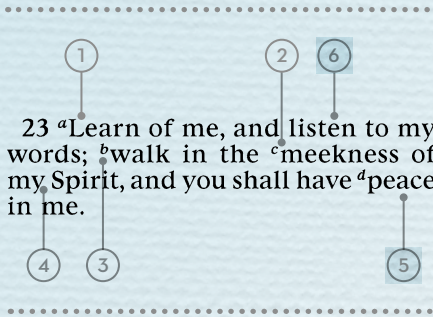 1 2 6
23 ᵃLearn of me, and listen to my
words; ᵇwalk in the ᶜmeekness of
my Spirit, and you shall have ᵈpeace
in me.
4 3 5